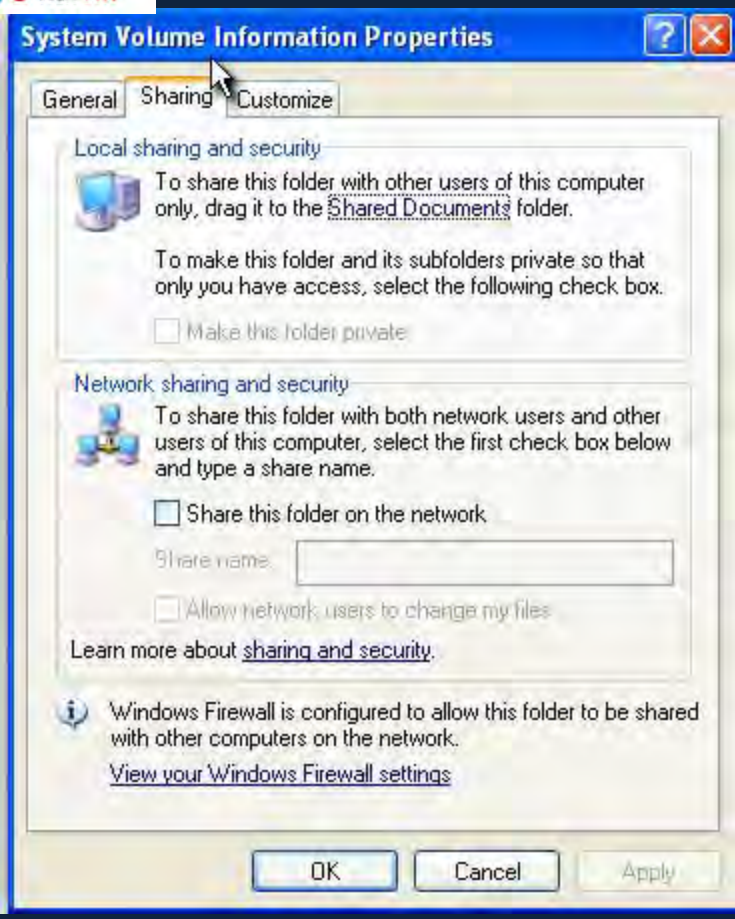 System Volume Information Properties
General
Sharing
Customize
Local sharing and security
To share this folder with other users of this computer
only, drag it to the Shared Documents folder.
To make this folder and its subfolders private so that
only you have access, select the following check box.
Make this folder private
Network sharing and security
To share this folder with both network users and other
users of this computer, select the first check box below
and type a share name.
Share this folder on the network
Share name:
Allow network users to change my files
Learn more about sharing and security.
Windows Firewall is configured to allow this folder to be shared
with other computers on the network.
View your Windows Firewall settings
OK
Cancel
Apply